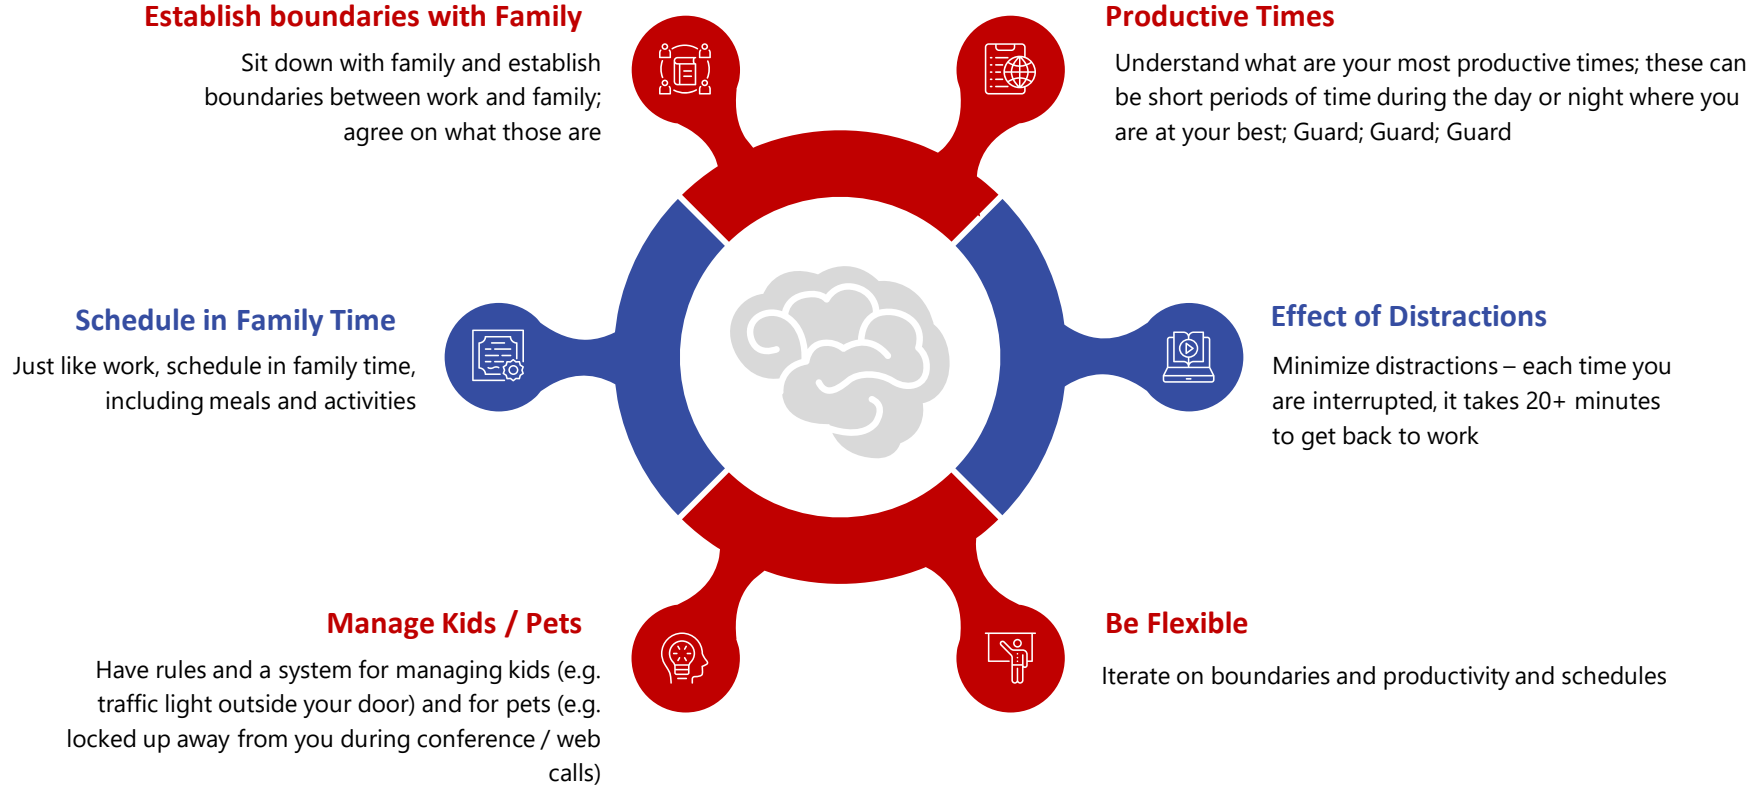 Establish boundaries with Family
Sit down with family and establish
boundaries between work and family;
agree on what those are
Productive Times
Understand what are your most productive times; these can
be short periods of time during the day or night where you
are at your best; Guard; Guard; Guard
Schedule in Family Time
Just like work, schedule in family time,
including meals and activities
Effect of Distractions
Minimize distractions – each time you
are interrupted, it takes 20+ minutes
to get back to work
Manage Kids / Pets
Have rules and a system for managing kids (e.g.
traffic light outside your door) and for pets (e.g.
locked up away from you during conference / web
calls)
Be Flexible
Iterate on boundaries and productivity and schedules